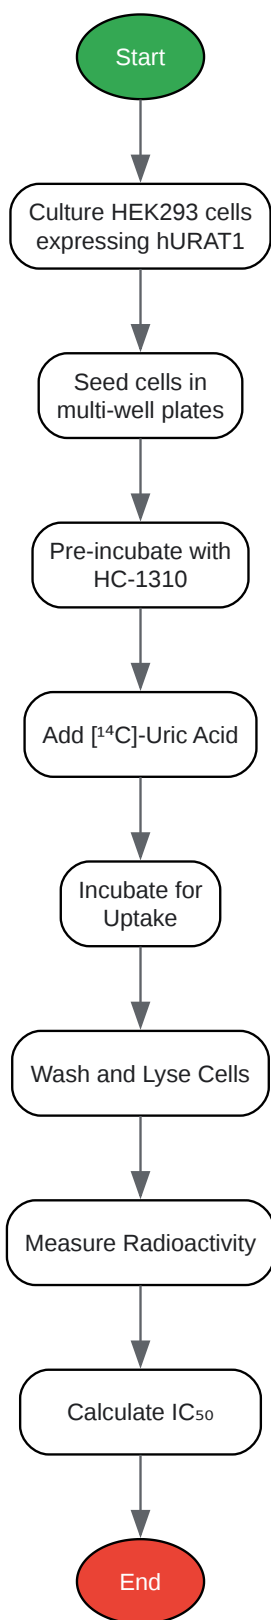 Start
Culture HEK293 cells
expressing hURAT1
Seed cells in
multi-well plates
Pre-incubate with
HC-1310
Add [¹⁴C]-Uric Acid
Incubate for
Uptake
Wash and Lyse Cells
Measure Radioactivity
Calculate IC₅₀
End